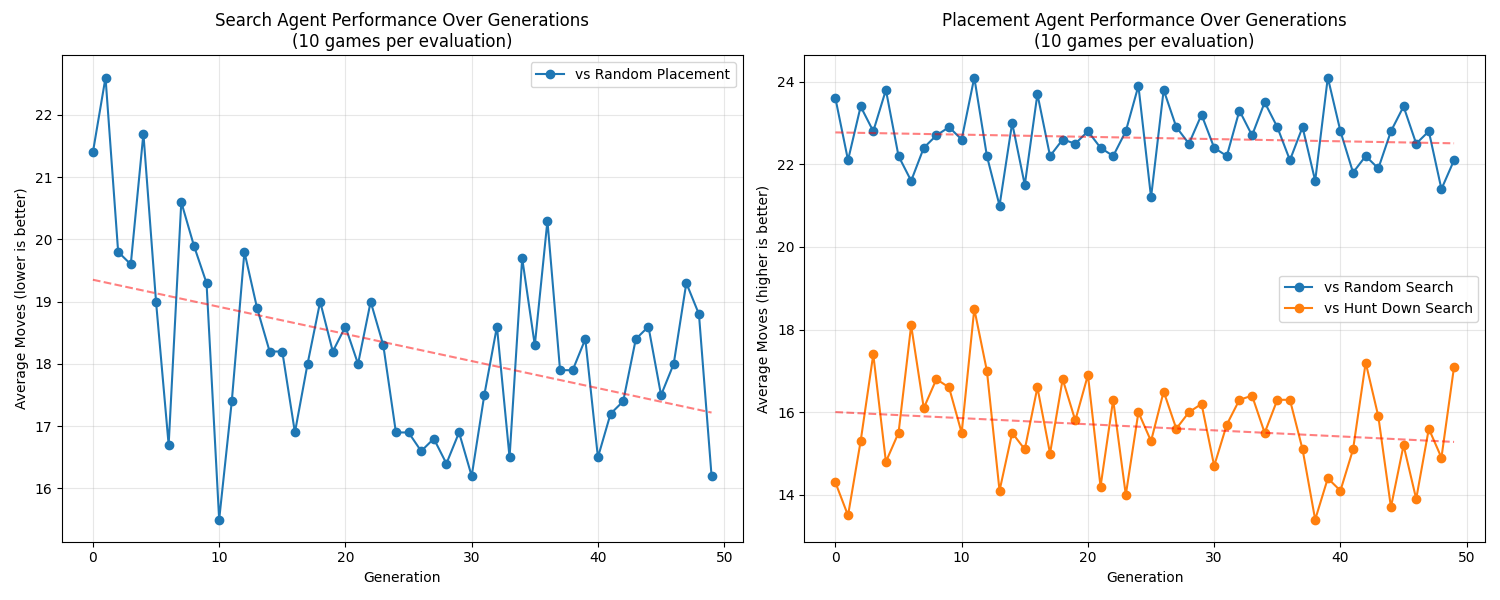 Search Agent Performance Over Generations
(10 games per evaluation)
vs Random Placement
Average Moves (lower is better)
22
21
20
19
18
17
16
0
10
20
30
40
50
Generation
Placement Agent Performance Over Generations
(10 games per evaluation)
vs Random Search
vs Hunt Down Search
Average Moves (higher is better)
24
22
20
18
16
14
0
10
20
30
40
50
Generation